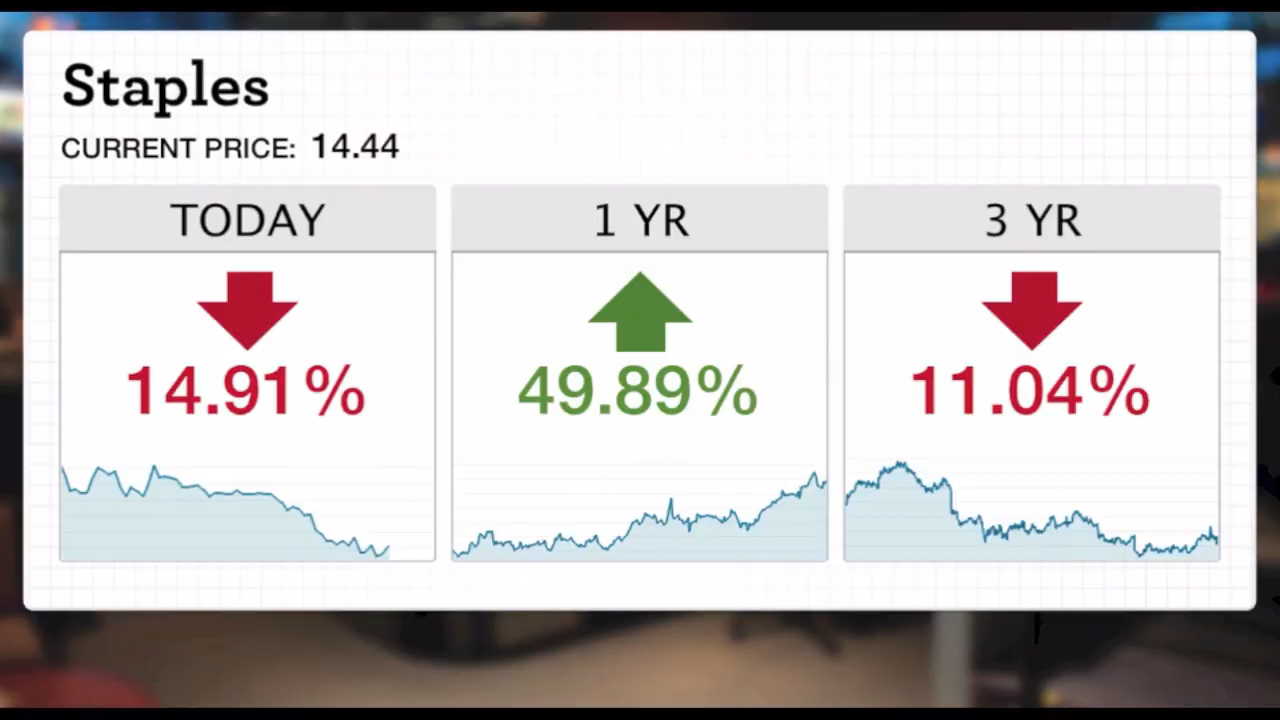 Staples
CURRENT PRICE: 14.44
TODAY
14.91%
1 YR
49.89%
3 YR
11.04%